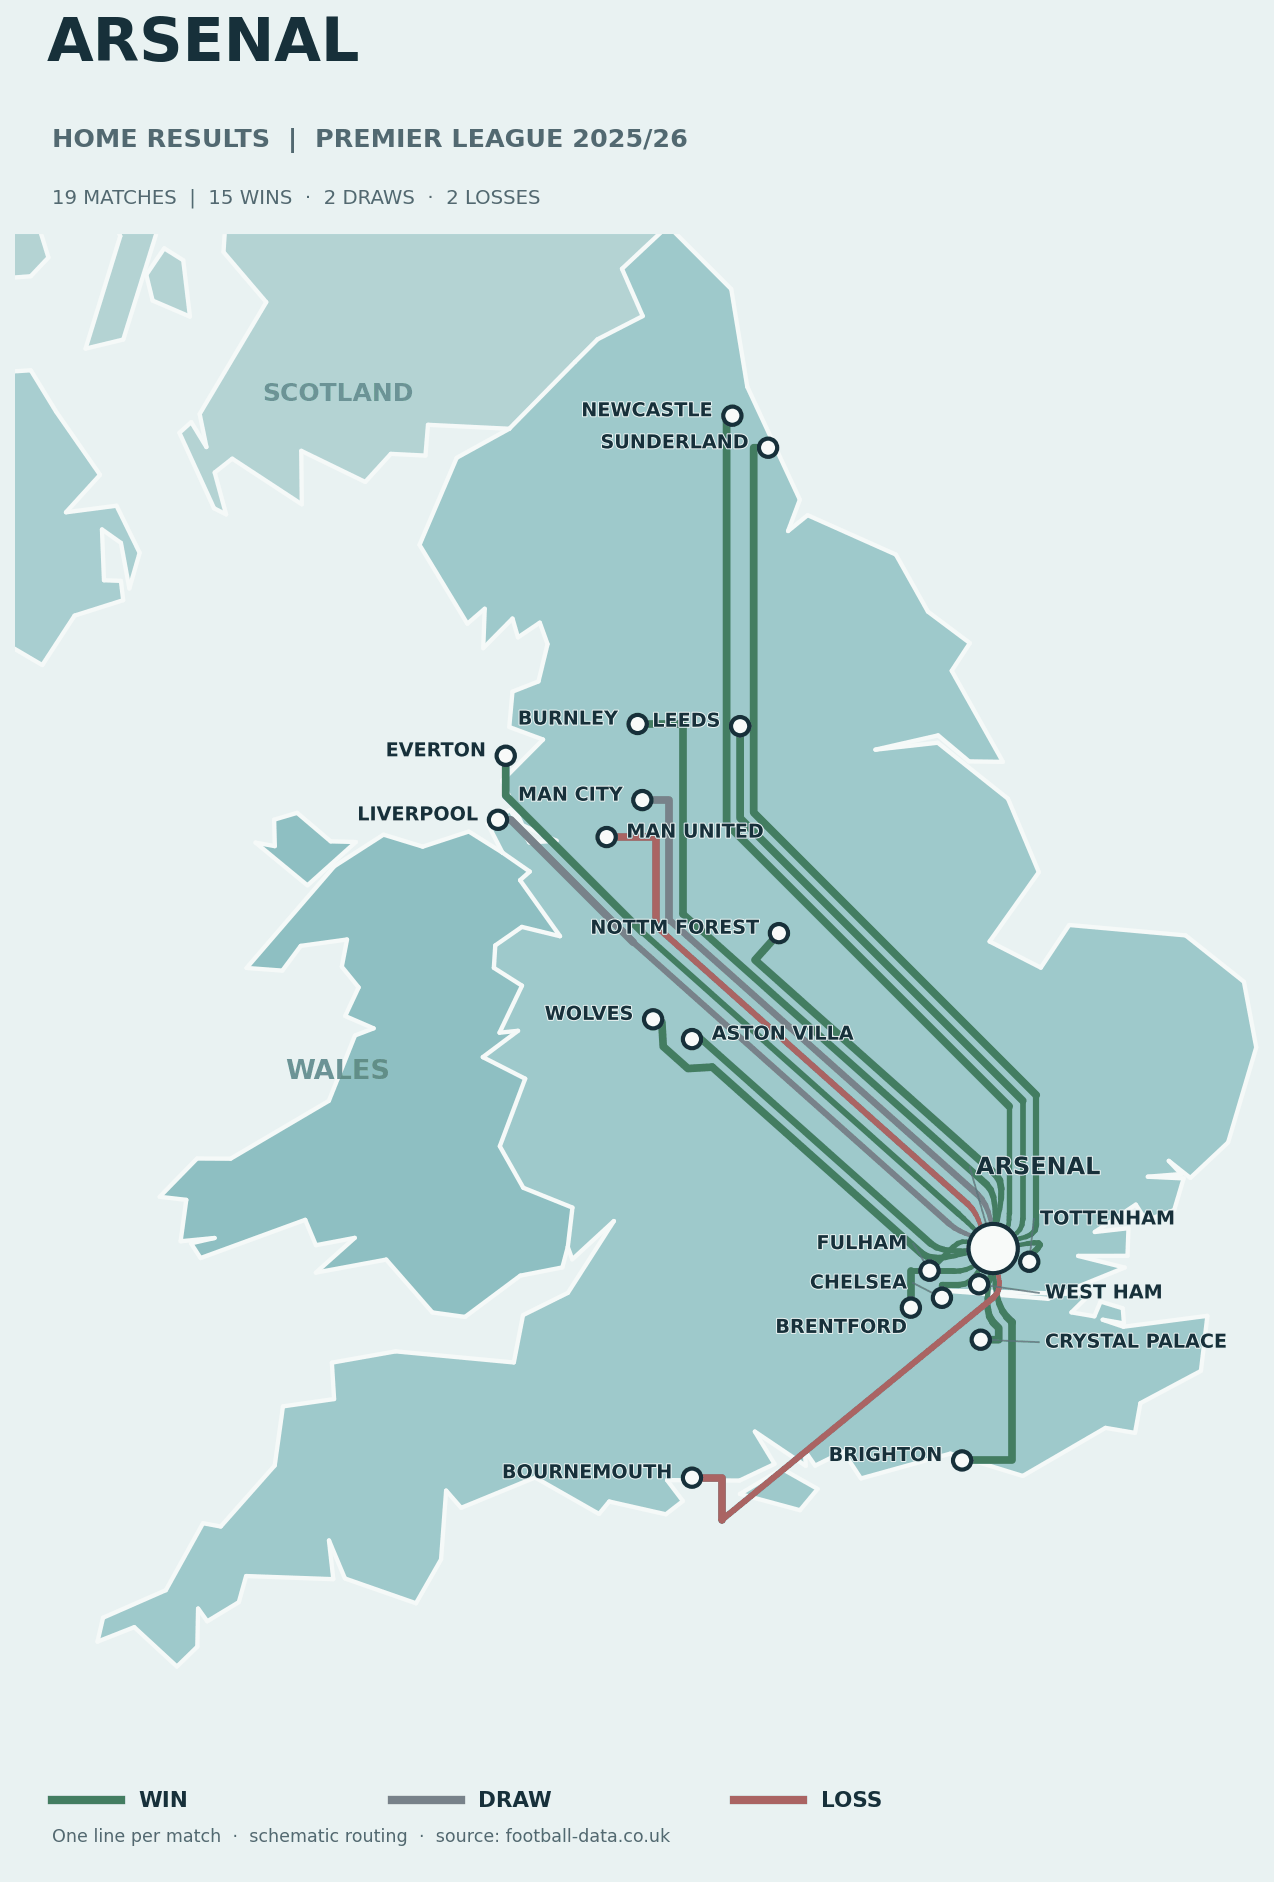 ARSENAL
HOME RESULTS | PREMIER LEAGUE 2025/26
19 MATCHES | 15 WINS · 2 DRAWS · 2 LOSSES
SCOTLAND
NEWCASTLE
SUNDERLAND
BURNLEY
LEEDS
EVERTON
MAN CITY
LIVERPOOL
MAN UNITED
NOTTM FOREST
WOLVES
ASTON VILLA
WALES
ARSENAL
TOTTENHAM
FULHAM
CHELSEA
WEST HAM
BRENTFORD
CRYSTAL PALACE
BRIGHTON
BOURNEMOUTH
WIN
DRAW
LOSS
One line per match · schematic routing · source: football-data.co.uk